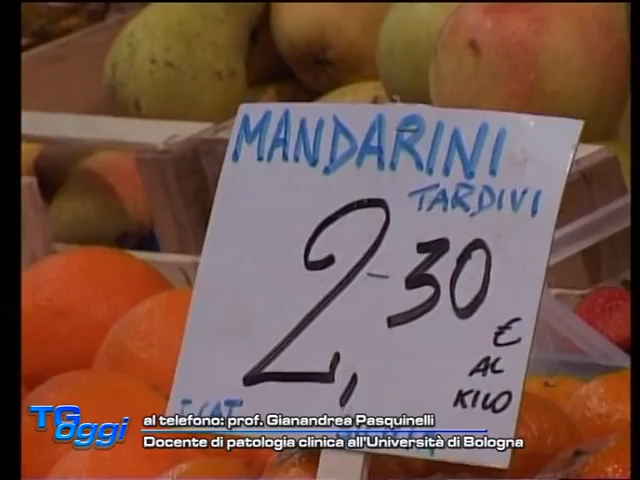 MANDARINI
TARDIVI
2,30
€
AL
KILO
I CAT
TG
Oggi
al telefono: prof. Gianandrea Pasquinelli
Docente di patologia clinica all'Università di Bologna